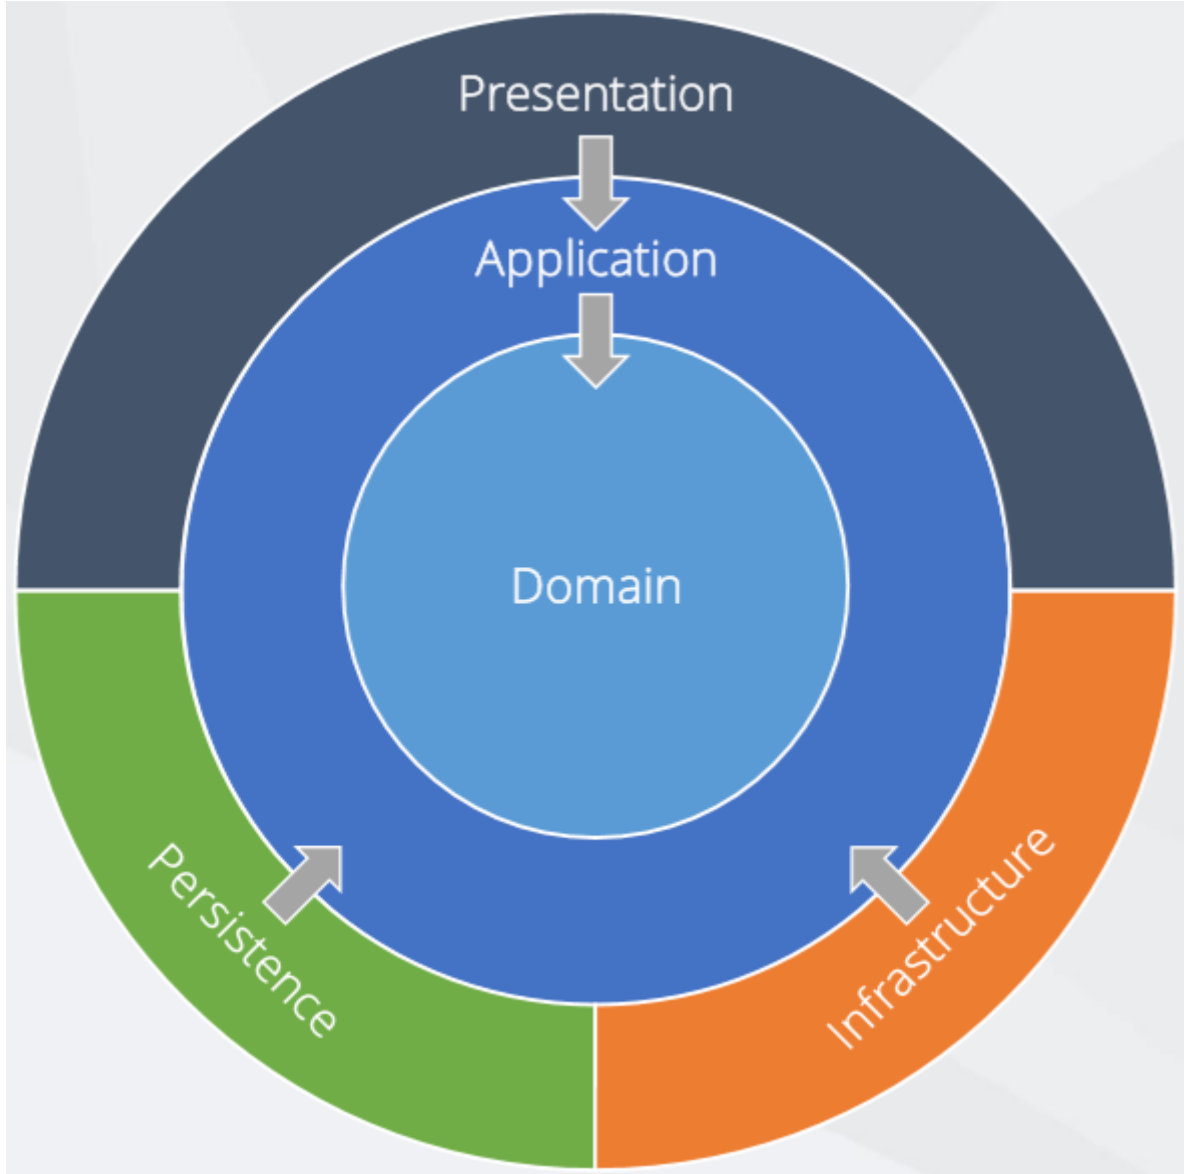 Presentation
Application
Domain
Persistence
Infrastructure